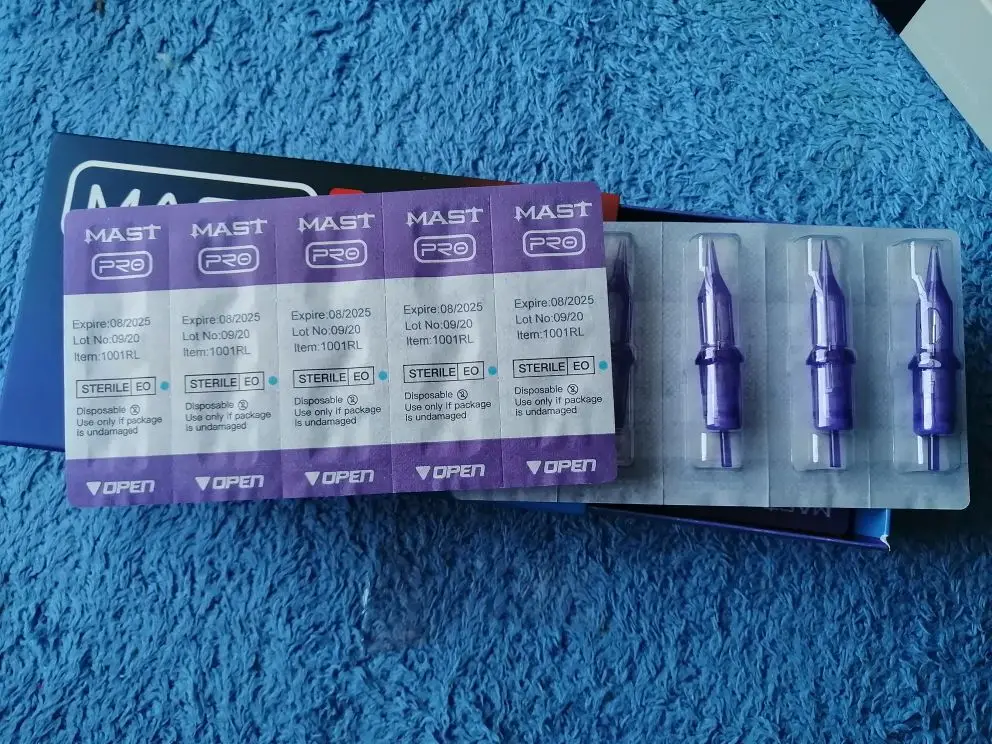 MAST
PRO
Expire:08/2025
Lot No:09/20
Item:1001RL
STERILE EO
Disposable
Use only if package
is undamaged
OPEN
MAST
PRO
Expire:08/2025
Lot No:09/20
Item:1001RL
STERILE EO
Disposable
Use only if package
is undamaged
OPEN
MAST
PRO
Expire:08/2025
Lot No:09/20
Item:1001RL
STERILE EO
Disposable
Use only if package
is undamaged
OPEN
MAST
PRO
Expire:08/2025
Lot No:09/20
Item:1001RL
STERILE EO
Disposable
Use only if package
is undamaged
OPEN
MAST
PRO
Expire:08/2025
Lot No:09/20
Item:1001RL
STERILE EO
Disposable
Use only if package
is undamaged
OPEN